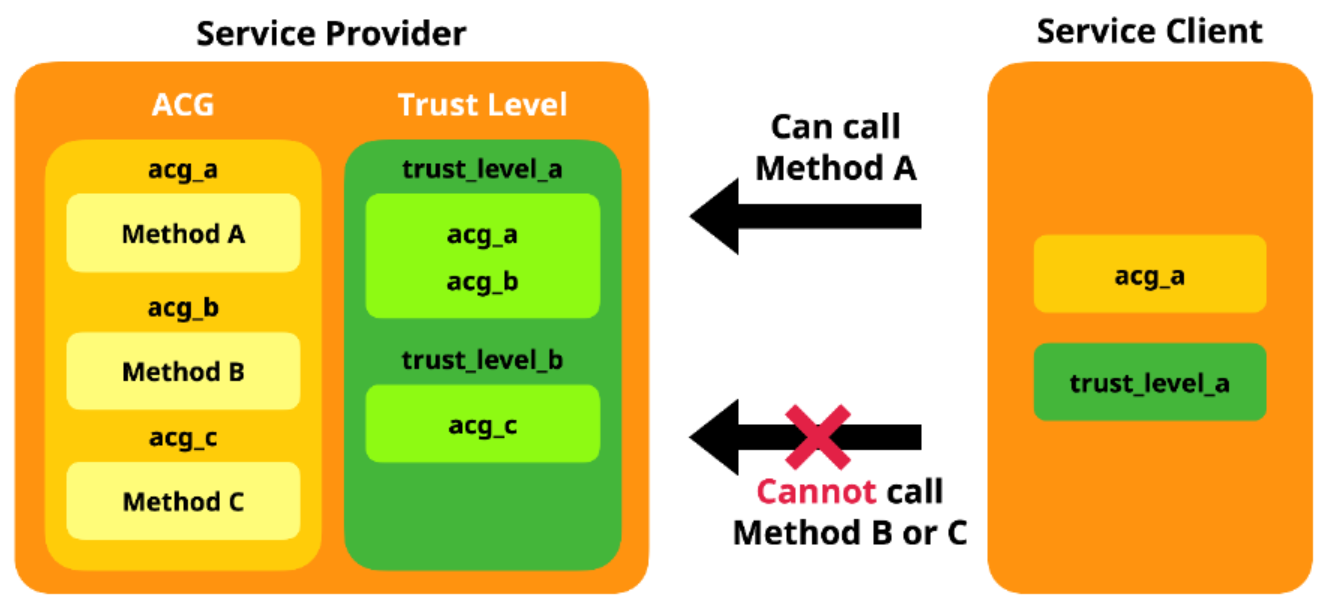 Service Provider
ACG
acg_a
Method A
acg_b
Method B
acg_c
Method C
Trust Level
trust_level_a
acg_a
acg_b
trust_level_b
acg_c
Can call
Method A
Cannot call
Method B or C
Service Client
acg_a
trust_level_a